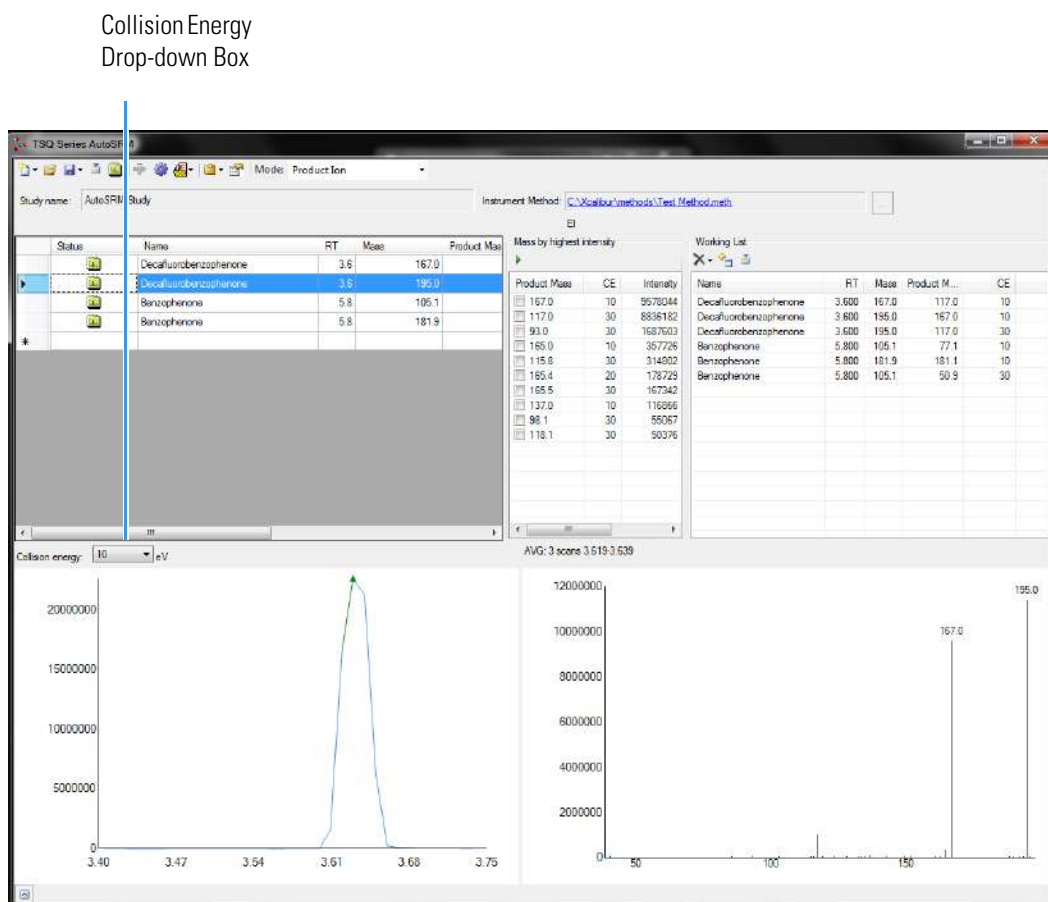 Collision Energy
Drop-down Box
TSQ Series AutoSRM
Mode: Product Ion
Study name: AutoSRM Study
Instrument Method: C:\Xcalibur\methods\Test Method.meth
...
Status Name RT Mass Product Mas
Decafluorobenzophenone 3.6 167.0
Decafluorobenzophenone 3.6 195.0
Benzophenone 5.8 105.1
Benzophenone 5.8 181.9
*
Mass by highest intensity
Product Mass CE Intensity
167.0 10 9578044
117.0 30 8836182
93.0 30 1687603
165.0 10 357726
115.8 30 314902
165.4 20 178729
165.5 30 167342
137.0 10 116866
98.1 30 55067
118.1 30 50376
Working List
Name RT Mass Product M... CE
Decafluorobenzophenone 3.600 167.0 117.0 10
Decafluorobenzophenone 3.600 195.0 167.0 10
Decafluorobenzophenone 3.600 195.0 117.0 30
Benzophenone 5.800 105.1 77.1 10
Benzophenone 5.800 181.9 181.1 10
Benzophenone 5.800 105.1 50.9 30
Collision energy: 10 eV
AVG: 3 scans 3.619-3.639
20000000
15000000
10000000
5000000
0
3.40 3.47 3.54 3.61 3.68 3.75
12000000
10000000
8000000
6000000
4000000
2000000
0
195.0
167.0
50 100 150